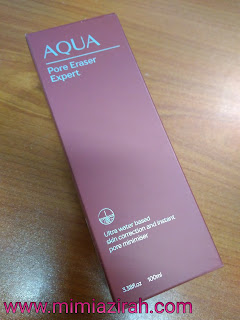 AQUA
Pore Eraser
Expert
Ultra water based
skin correction and instant
pore minimiser
3.38fl.oz 100ml
www.mimiazirah.com